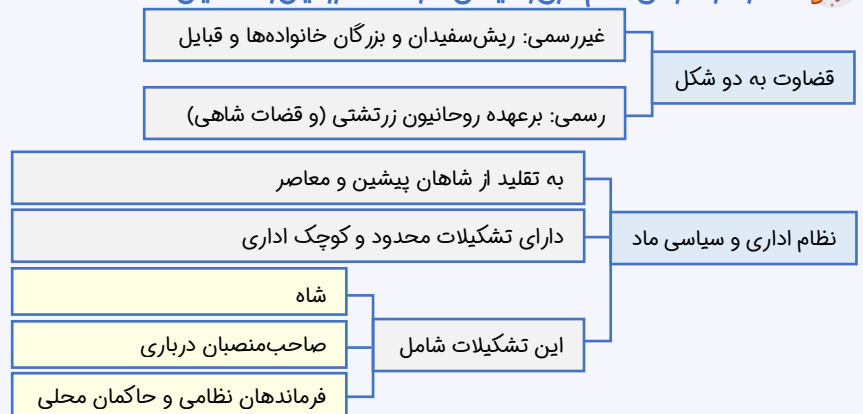 قضاوت به دو شکل
غیررسمی: ریش‌سفیدان و بزرگان خانواده‌ها و قبایل
رسمی: برعهده روحانیون زرتشتی (و قضات شاهی)
نظام اداری و سیاسی ماد
به تقلید از شاهان پیشین و معاصر
دارای تشکیلات محدود و کوچک اداری
این تشکیلات شامل
شاه
صاحب‌منصبان درباری
فرماندهان نظامی و حاکمان محلی